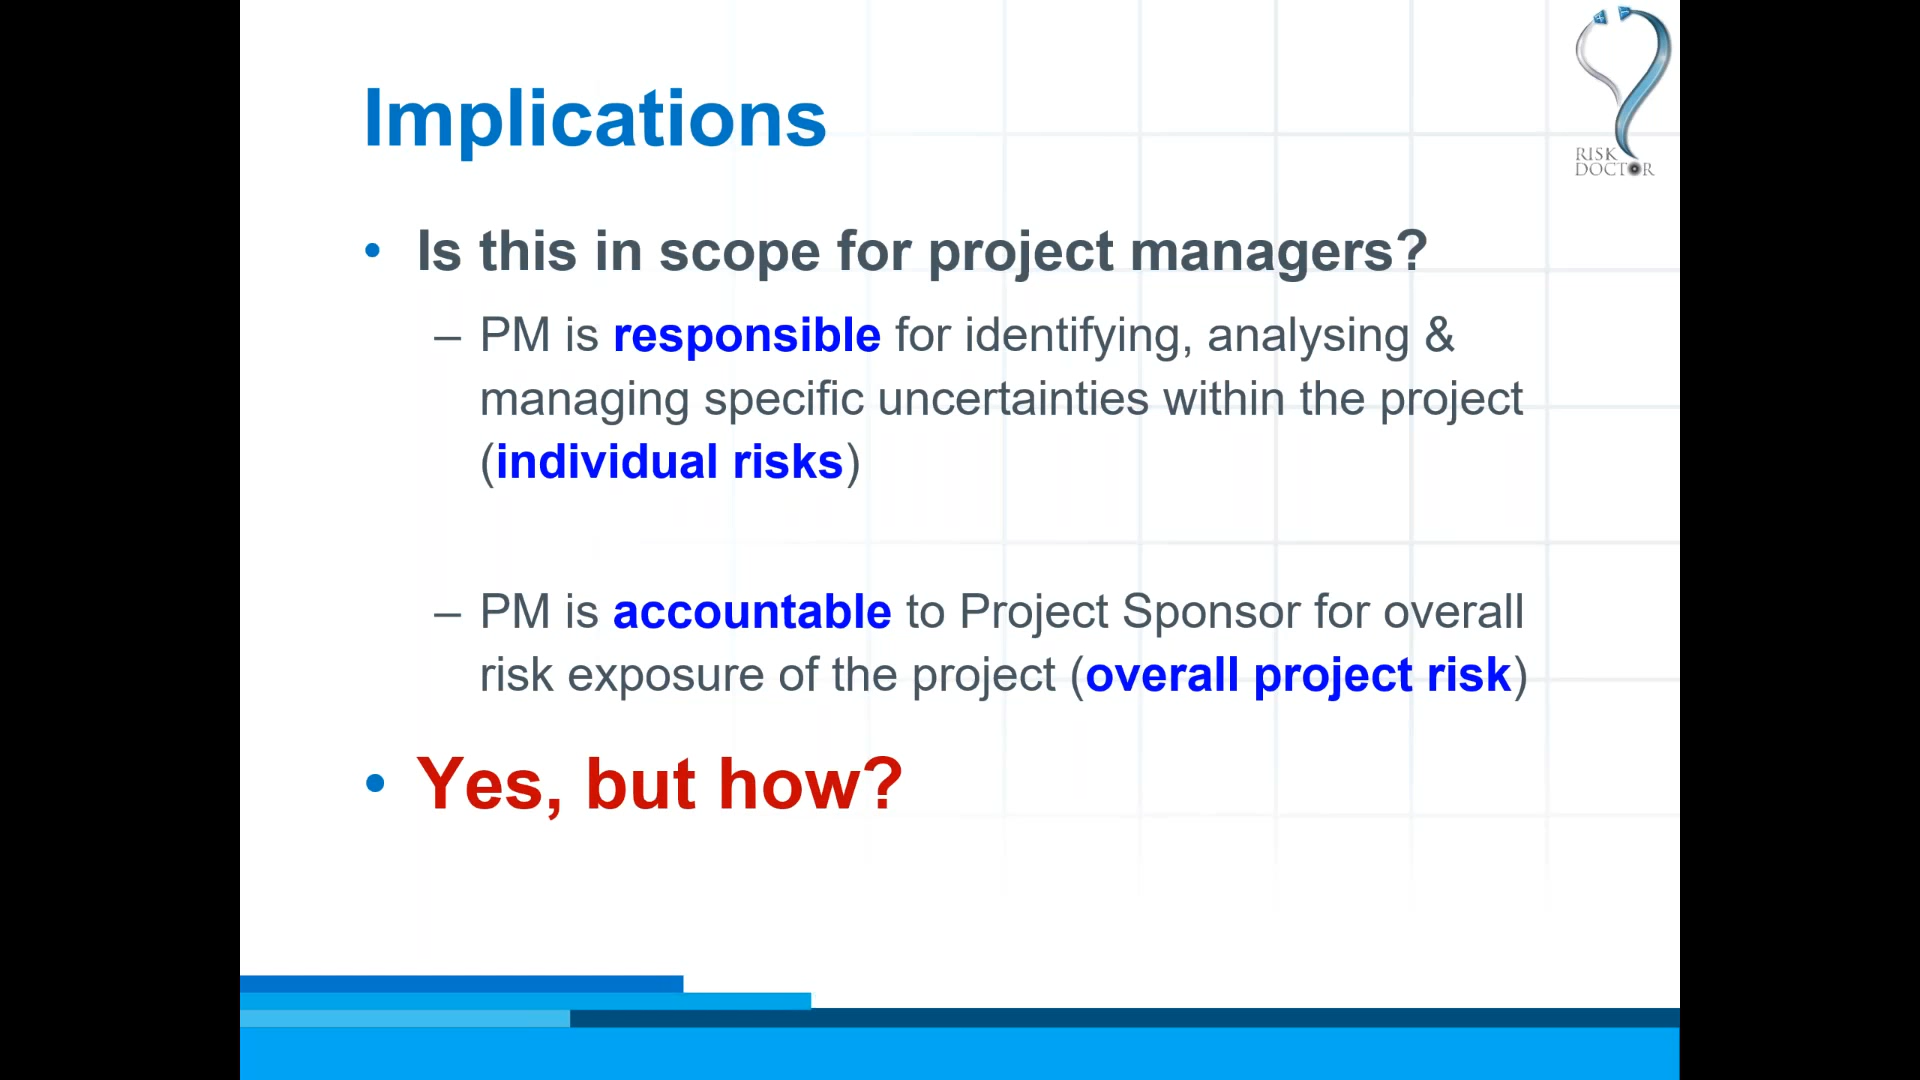 Implications
RISK
DOCTOR
• Is this in scope for project managers?
– PM is responsible for identifying, analysing &
managing specific uncertainties within the project
(individual risks)
– PM is accountable to Project Sponsor for overall
risk exposure of the project (overall project risk)
• Yes, but how?